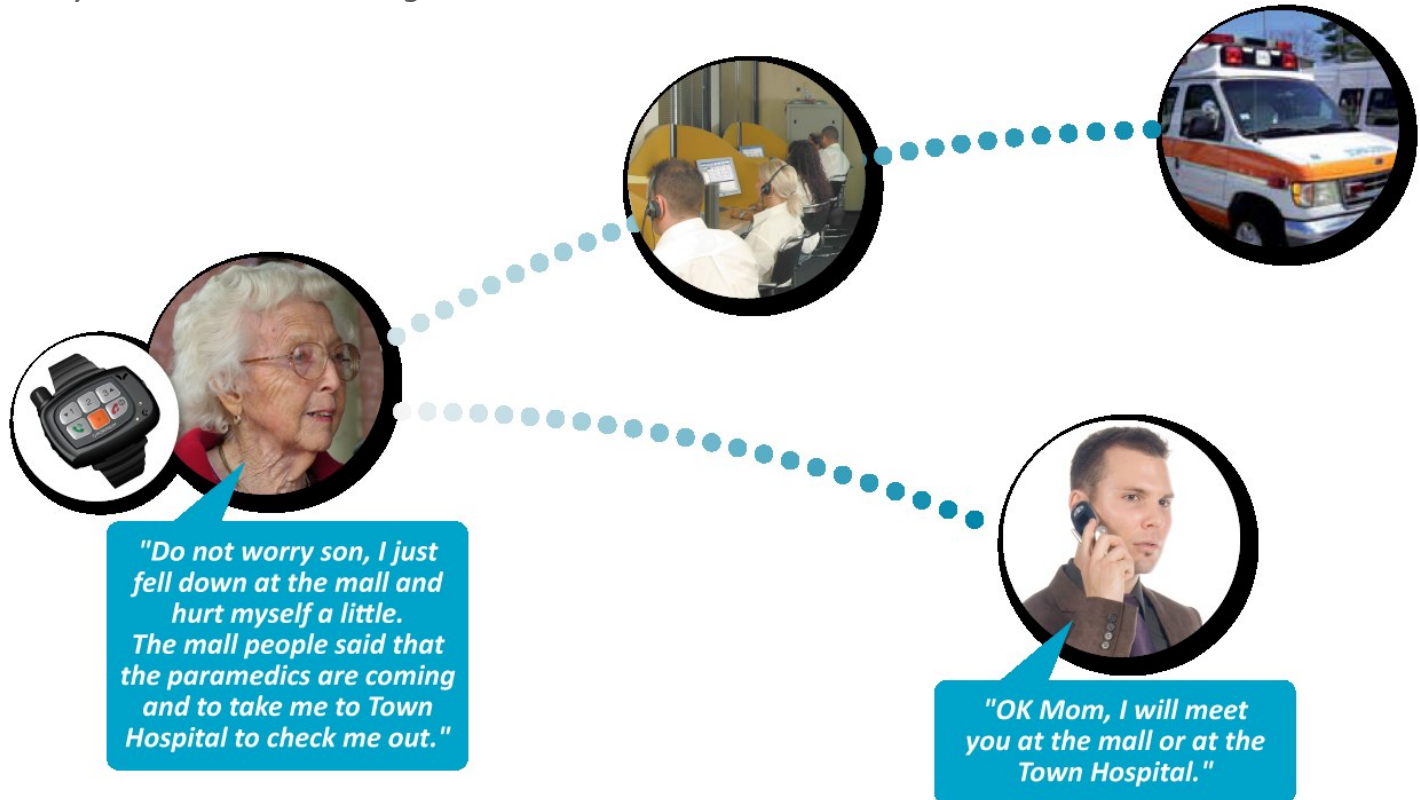 "Do not worry son, I just
fell down at the mall and
hurt myself a little.
The mall people said that
the paramedics are coming
and to take me to Town
Hospital to check me out."
"OK Mom, I will meet
you at the mall or at the
Town Hospital."